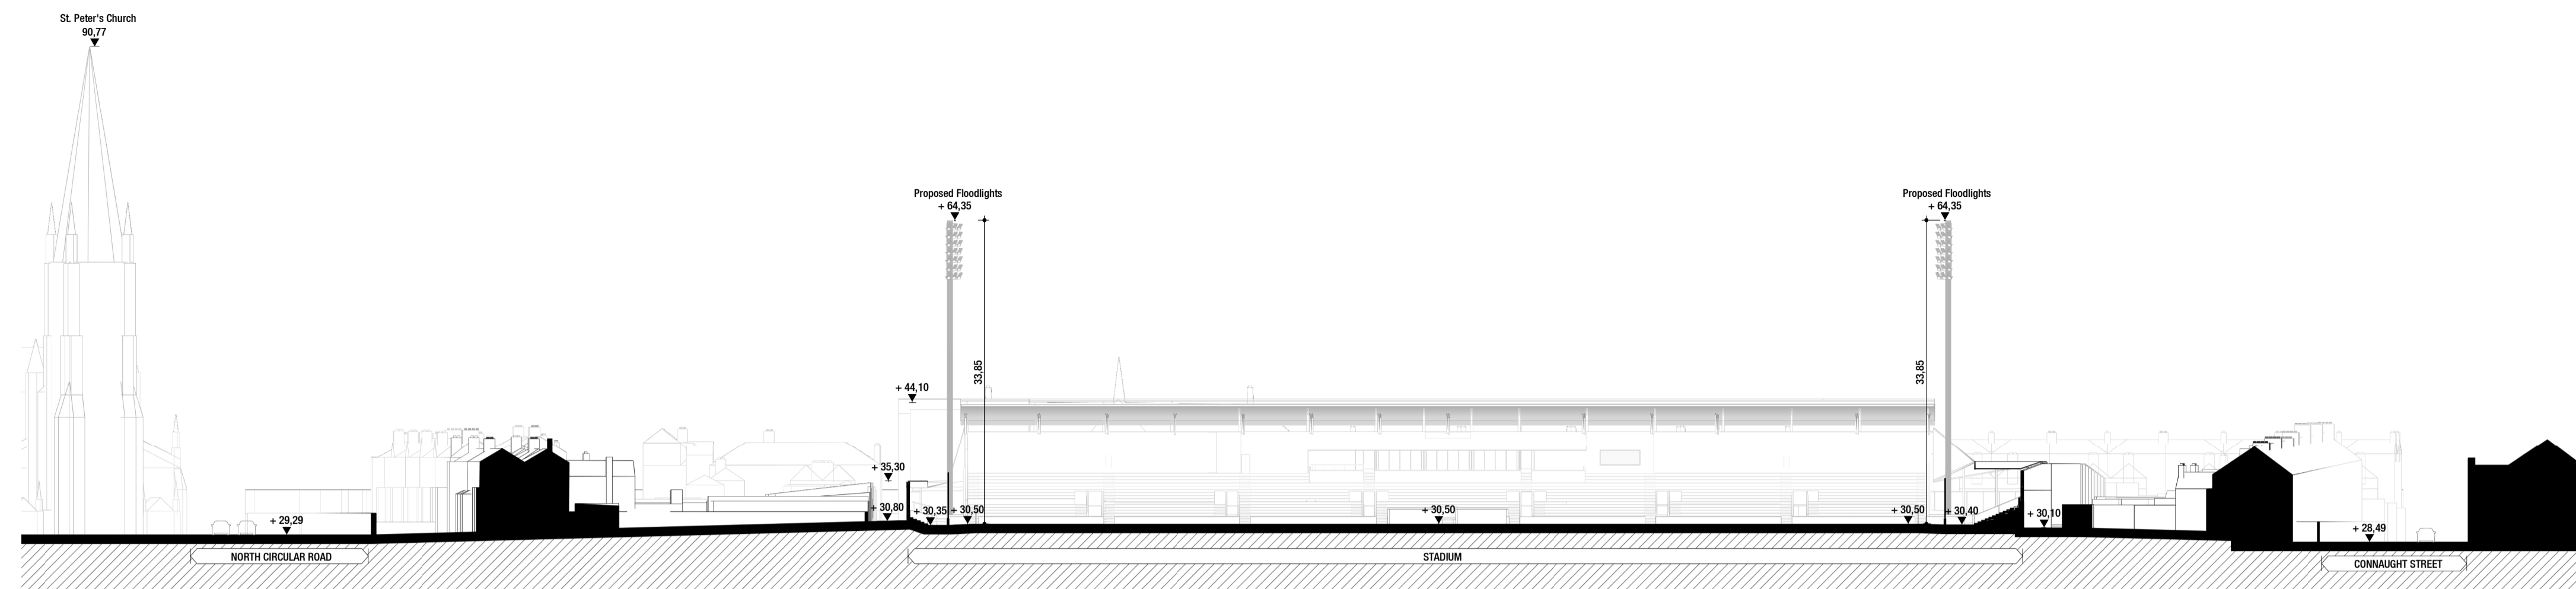 St. Peter's Church
90,77
Proposed Floodlights
+ 64,35
Proposed Floodlights
+ 64,35
33,85
33,85
+ 44,10
+ 35,30
+ 30,80
+ 30,35
+ 30,50
+ 30,50
+ 30,50
+ 30,40
+ 30,10
+ 29,29
+ 28,49
NORTH CIRCULAR ROAD
STADIUM
CONNAUGHT STREET